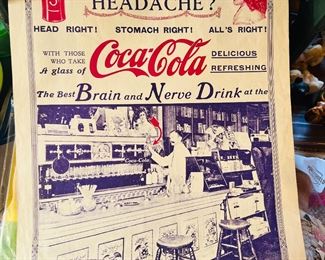 HEADACHE?
HEAD RIGHT! STOMACH RIGHT! ALL'S RIGHT!
WITH THOSE WHO TAKE A glass of Coca-Cola DELICIOUS REFRESHING
The Best Brain and Nerve Drink at the
Coca-Cola